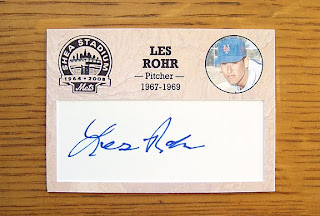 SHEA STADIUM
1964 • 2008
Mets
LES
ROHR
Pitcher
1967-1969
Les Rohr